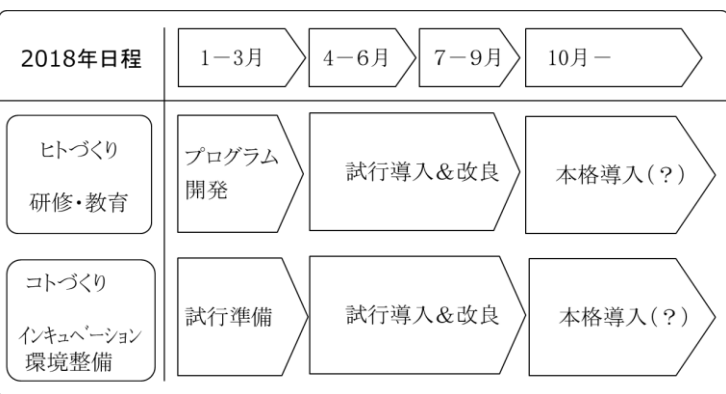 2018年日程
1－3月
4－6月
7－9月
10月－
ヒトづくり
研修・教育
プログラム
開発
試行導入＆改良
本格導入(？)
コトづくり
インキュベーション
環境整備
試行準備
試行導入＆改良
本格導入(？)